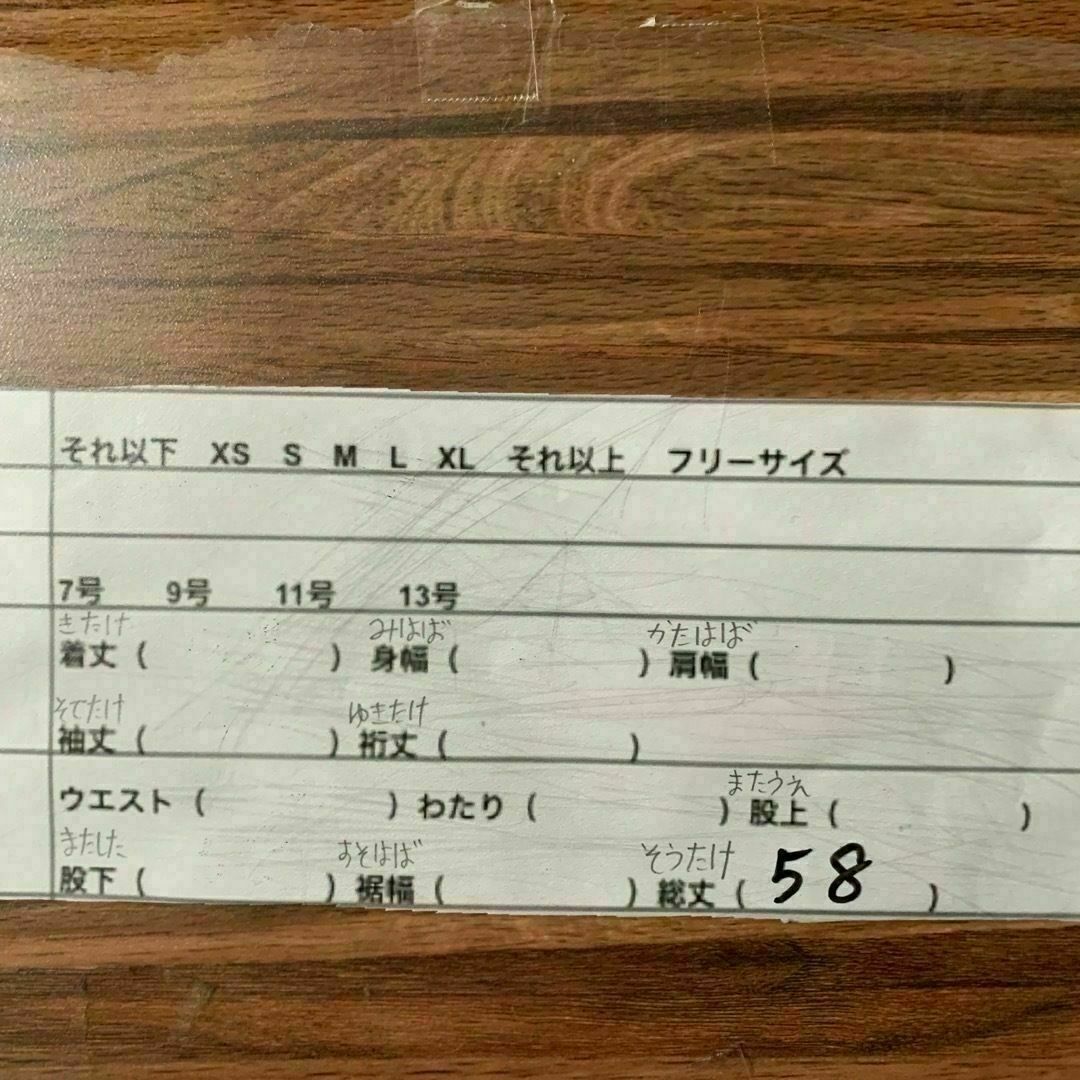 それ以下 XS S M L XL それ以上 フリーサイズ
7号 9号 11号 13号
きたけ みはば かたはば
着丈 ( ) 身幅 ( ) 肩幅 ( )
そでたけ ゆきたけ
袖丈 ( ) 裄丈 ( )
またうえ
ウエスト ( ) わたり ( ) 股上 ( )
またした すそはば そうたけ
股下 ( ) 裾幅 ( ) 総丈 ( 58 )